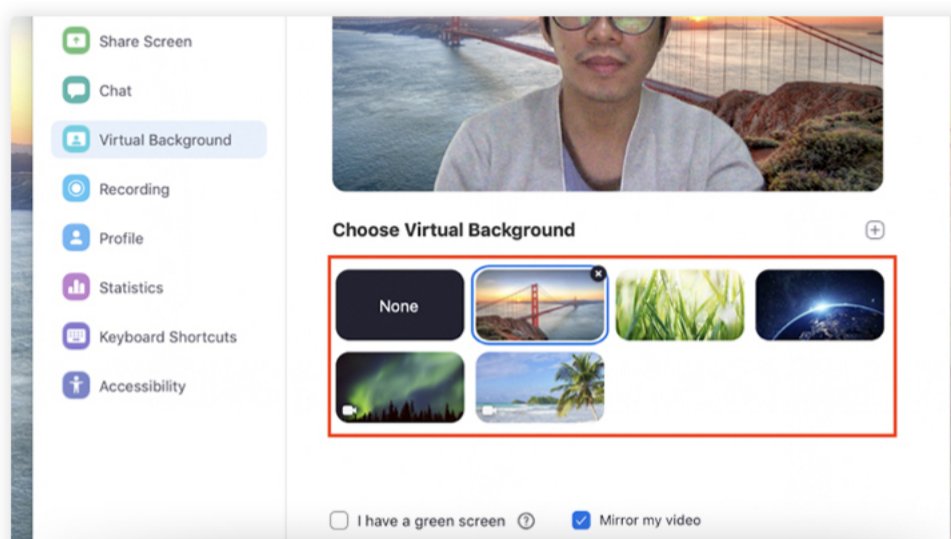 Share Screen
Chat
Virtual Background
Recording
Profile
Statistics
Keyboard Shortcuts
Accessibility
Choose Virtual Background
None
I have a green screen ?
Mirror my video